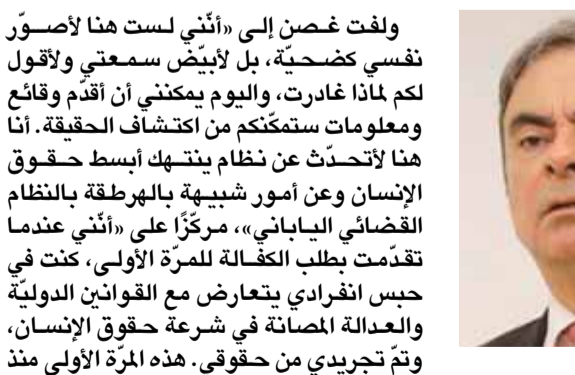 ولفت غصن إلى «أنّني لست هنا لأصوّر
نفسي كضحيّة، بل لأبيّض سمعتي ولأقول
لكم لماذا غادرت، واليوم يمكنني أن أقدّم وقائع
ومعلومات ستمكّنكم من اكتشاف الحقيقة. أنا
هنا لأتحدّث عن نظام ينتهك أبسط حقوق
الإنسان وعن أمور شبيهة بالهرطقة بالنظام
القضائي الياباني»، مركّزًا على «أنّني عندما
تقدّمت بطلب الكفالة للمرّة الأولى، كنت في
حبس انفرادي يتعارض مع القوانين الدوليّة
والعدالة المصانة في شرعة حقوق الإنسان،
وتمّ تجريدي من حقوقي. هذه المرّة الأولى منذ